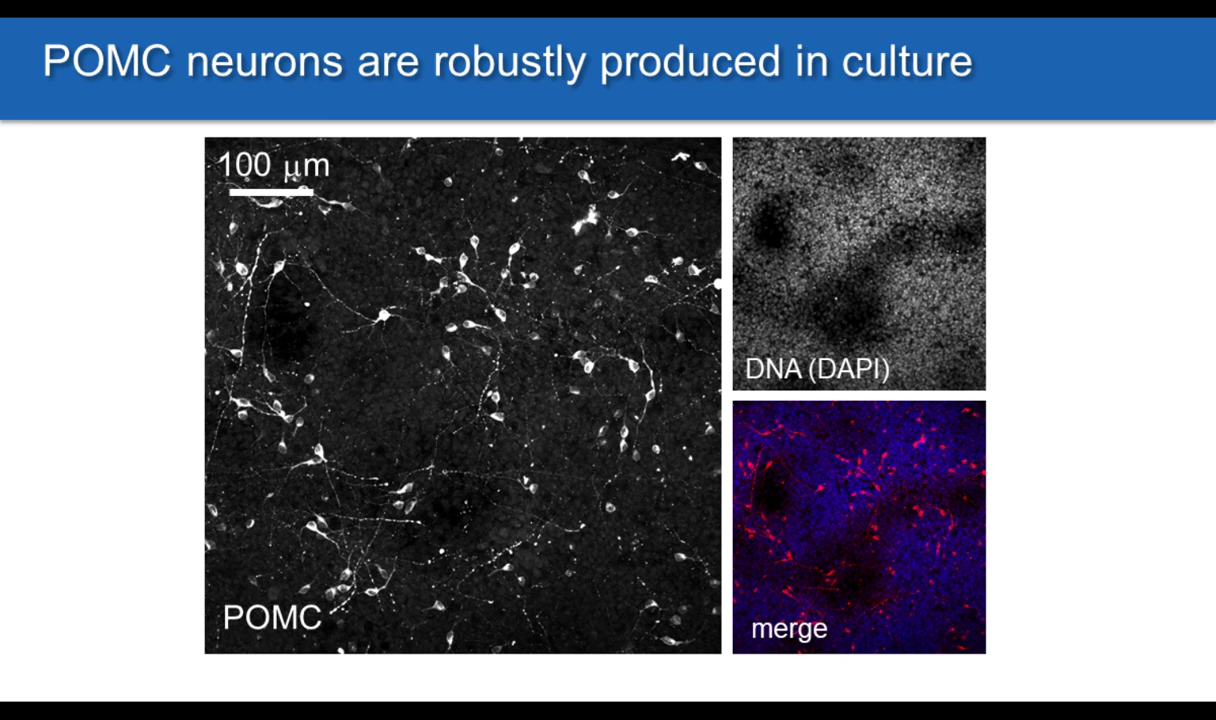 POMC neurons are robustly produced in culture
100 μm
POMC
DNA (DAPI)
merge